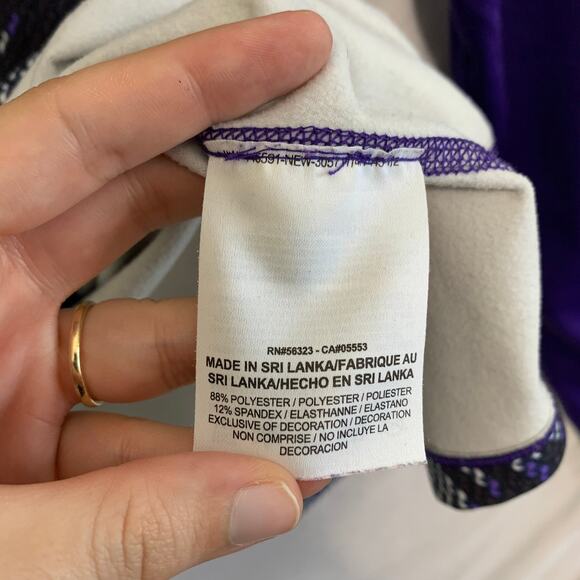 RN#56323 - CA#05553
MADE IN SRI LANKA/FABRIQUE AU
SRI LANKA/HECHO EN SRI LANKA
88% POLYESTER / POLYESTER / POLIESTER
12% SPANDEX / ELASTHANNE / ELASTANO
EXCLUSIVE OF DECORATION / DECORATION
NON COMPRISE / NO INCLUYE LA
DECORACION